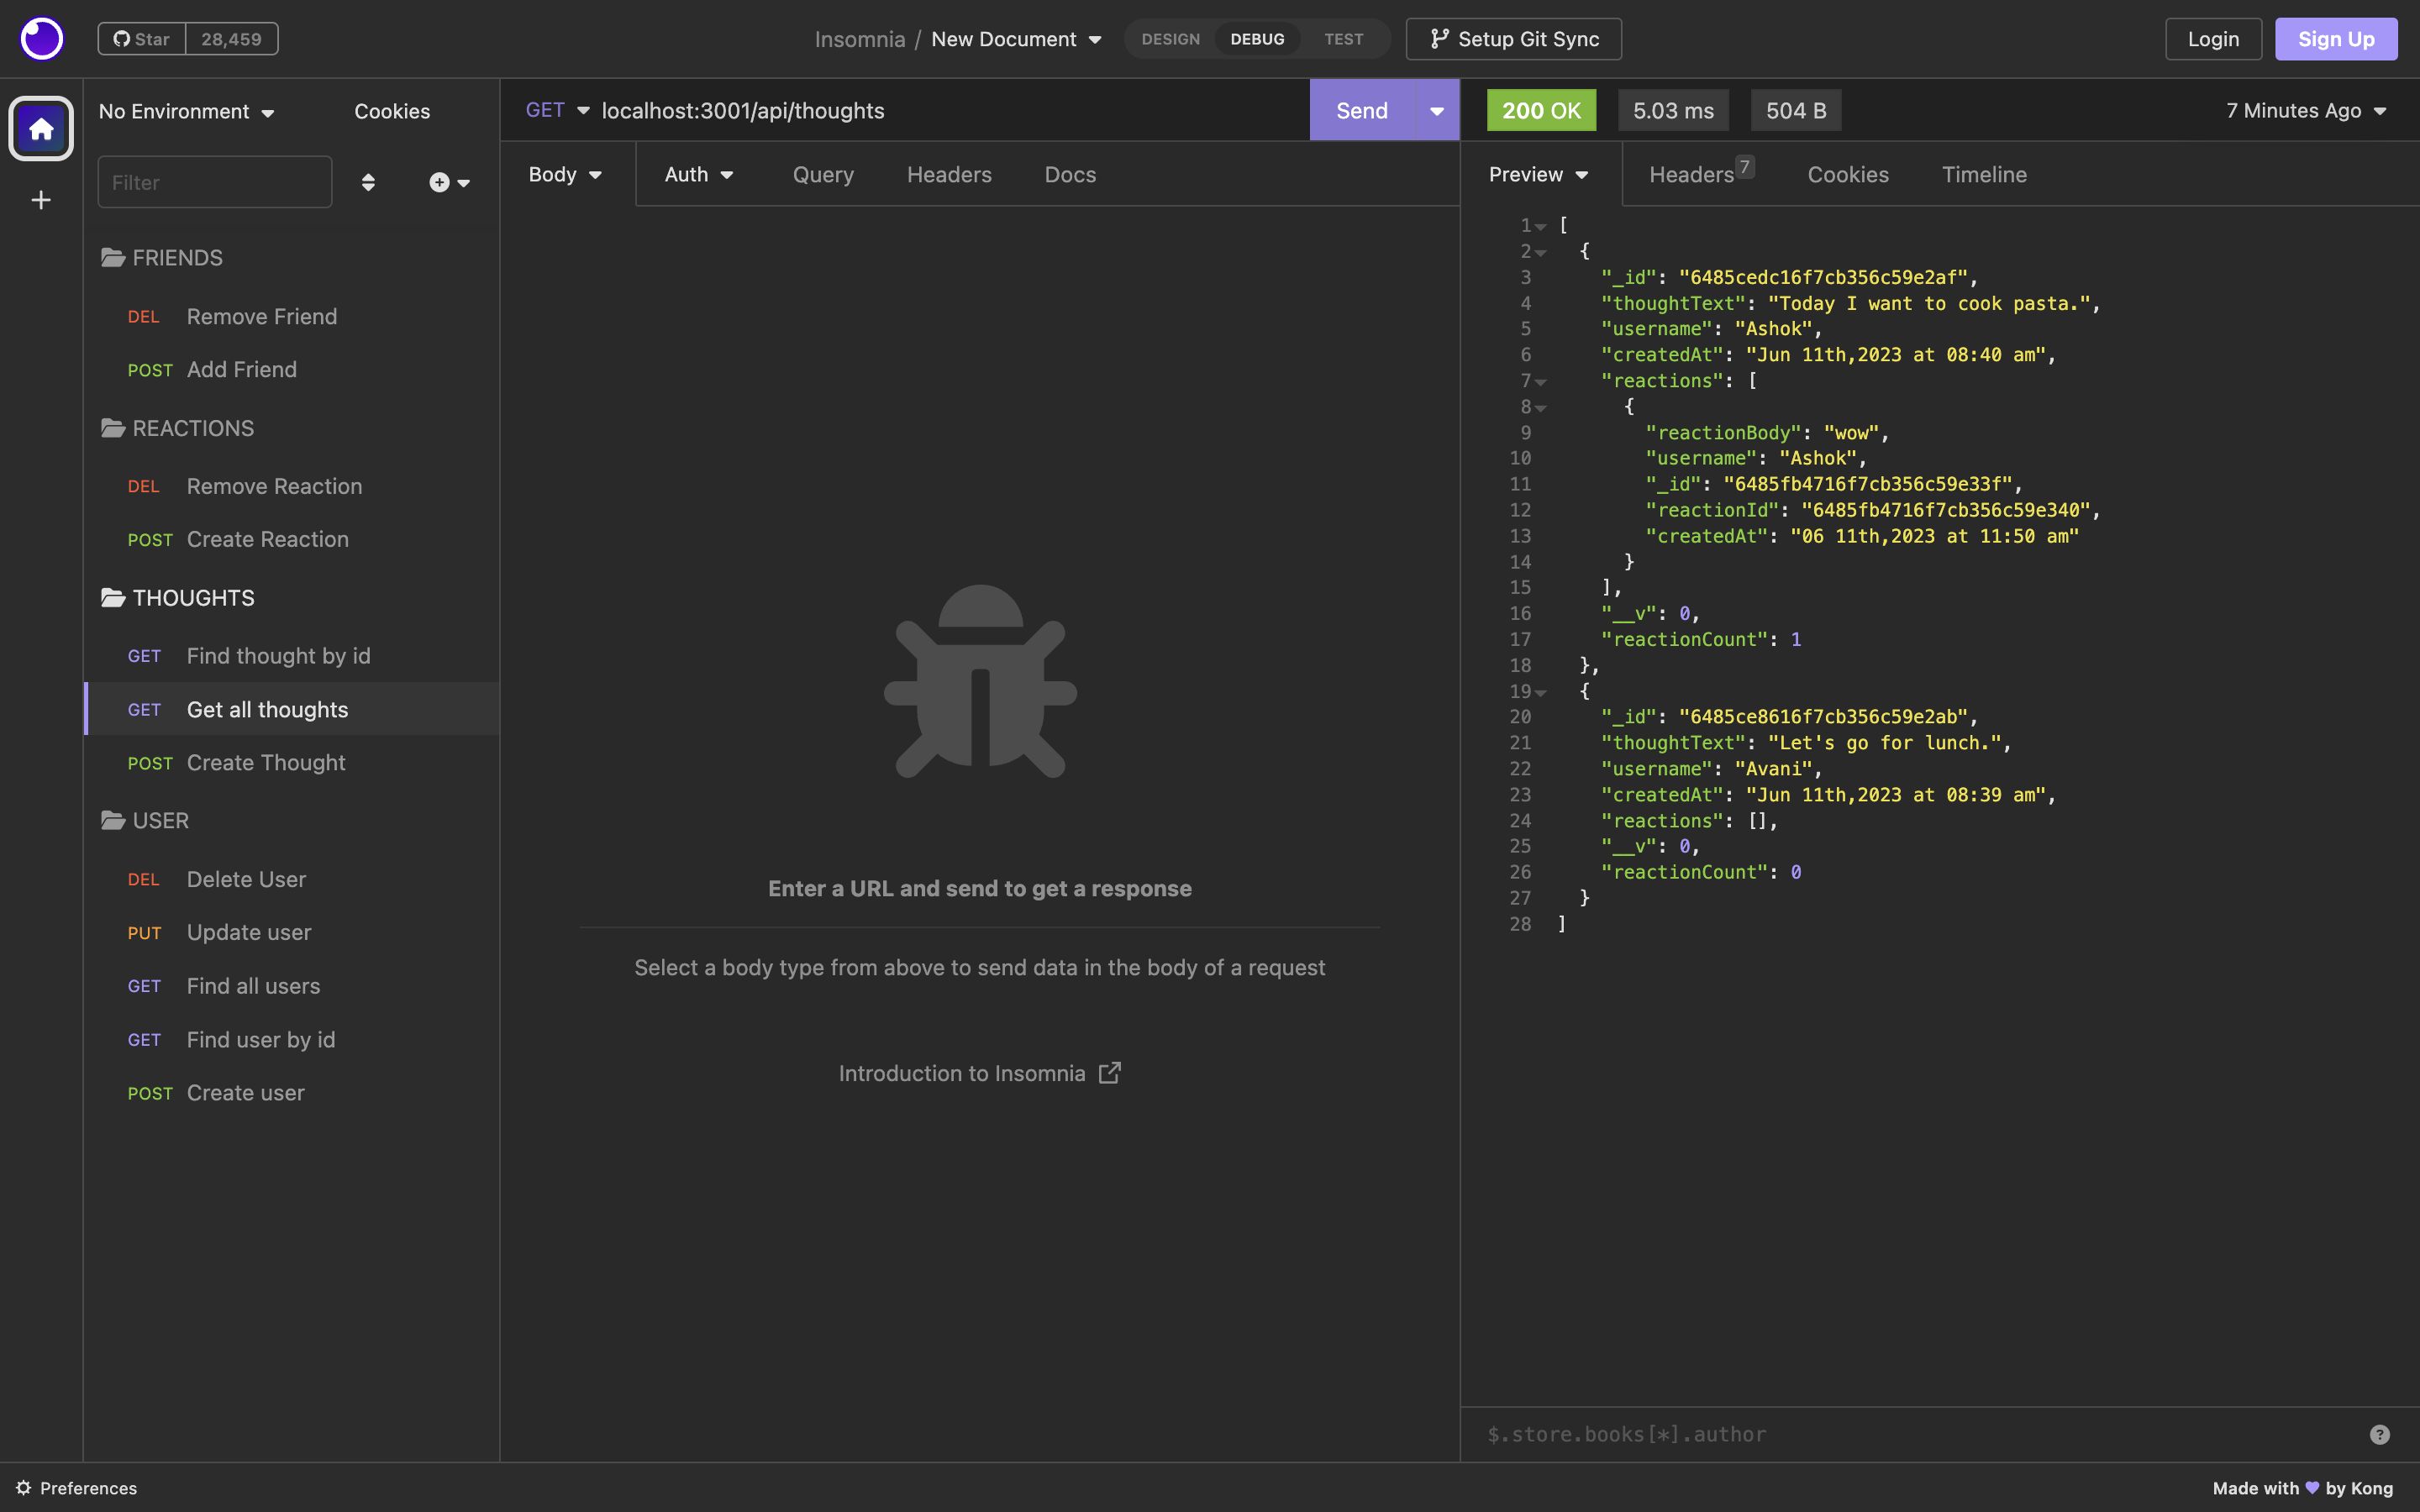 Star 28,459
Insomnia / New Document
DESIGN DEBUG TEST
Setup Git Sync
Login
Sign Up
No Environment
Cookies
Filter
FRIENDS
DEL Remove Friend
POST Add Friend
REACTIONS
DEL Remove Reaction
POST Create Reaction
THOUGHTS
GET Find thought by id
GET Get all thoughts
POST Create Thought
USER
DEL Delete User
PUT Update user
GET Find all users
GET Find user by id
POST Create user
GET localhost:3001/api/thoughts
Send
Body Auth Query Headers Docs
Enter a URL and send to get a response
Select a body type from above to send data in the body of a request
Introduction to Insomnia
200 OK 5.03 ms 504 B 7 Minutes Ago
Preview Headers 7 Cookies Timeline
1 [
2 {
3 "_id": "6485cedc16f7cb356c59e2af",
4 "thoughtText": "Today I want to cook pasta.",
5 "username": "Ashok",
6 "createdAt": "Jun 11th,2023 at 08:40 am",
7 "reactions": [
8 {
9 "reactionBody": "wow",
10 "username": "Ashok",
11 "_id": "6485fb4716f7cb356c59e33f",
12 "reactionId": "6485fb4716f7cb356c59e340",
13 "createdAt": "06 11th,2023 at 11:50 am"
14 }
15 ],
16 "__v": 0,
17 "reactionCount": 1
18 },
19 {
20 "_id": "6485ce8616f7cb356c59e2ab",
21 "thoughtText": "Let's go for lunch.",
22 "username": "Avani",
23 "createdAt": "Jun 11th,2023 at 08:39 am",
24 "reactions": [],
25 "__v": 0,
26 "reactionCount": 0
27 }
28 ]
$.store.books[*].author
?
Preferences
Made with by Kong